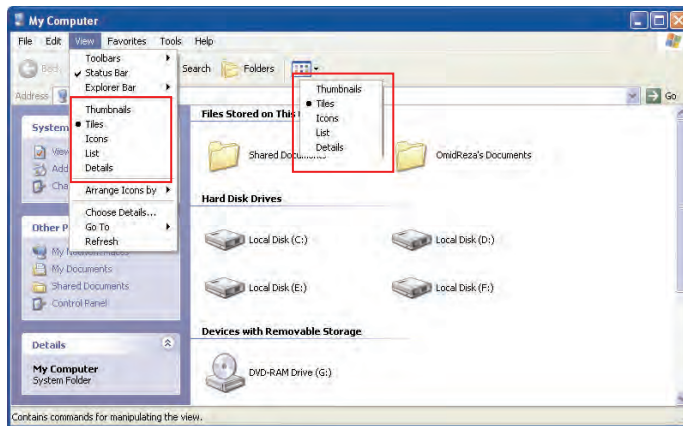 My Computer
File Edit View Favorites Tools Help
Back Search Folders
Toolbars
Status Bar
Explorer Bar
Thumbnails
Tiles
Icons
List
Details
Arrange Icons by
Choose Details...
Go To
Refresh
Address Go
Thumbnails
Tiles
Icons
List
Details
System
View
Add
Cha
Other P
My Documents
Shared Documents
Control Panel
Details
My Computer
System Folder
Files Stored on This
Shared Documents OmidReza's Documents
Hard Disk Drives
Local Disk (C:) Local Disk (D:)
Local Disk (E:) Local Disk (F:)
Devices with Removable Storage
DVD-RAM Drive (G:)
Contains commands for manipulating the view.